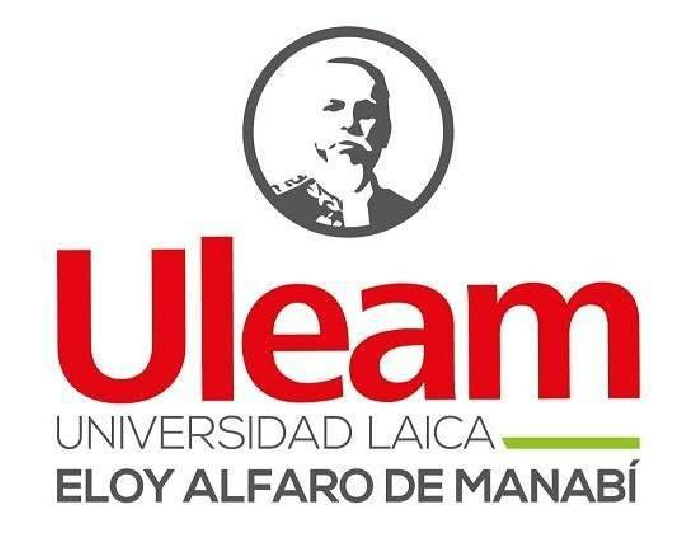 Uleam
UNIVERSIDAD LAICA
ELOY ALFARO DE MANABÍ